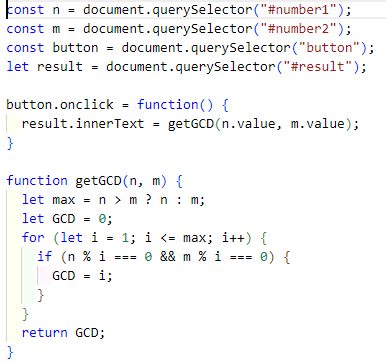 const n = document.querySelector("#number1");
const m = document.querySelector("#number2");
const button = document.querySelector("button");
let result = document.querySelector("#result");

button.onclick = function() {
  result.innerText = getGCD(n.value, m.value);
}

function getGCD(n, m) {
  let max = n > m ? n : m;
  let GCD = 0;
  for (let i = 1; i <= max; i++) {
    if (n % i === 0 && m % i === 0) {
      GCD = i;
    }
  }
  return GCD;
}